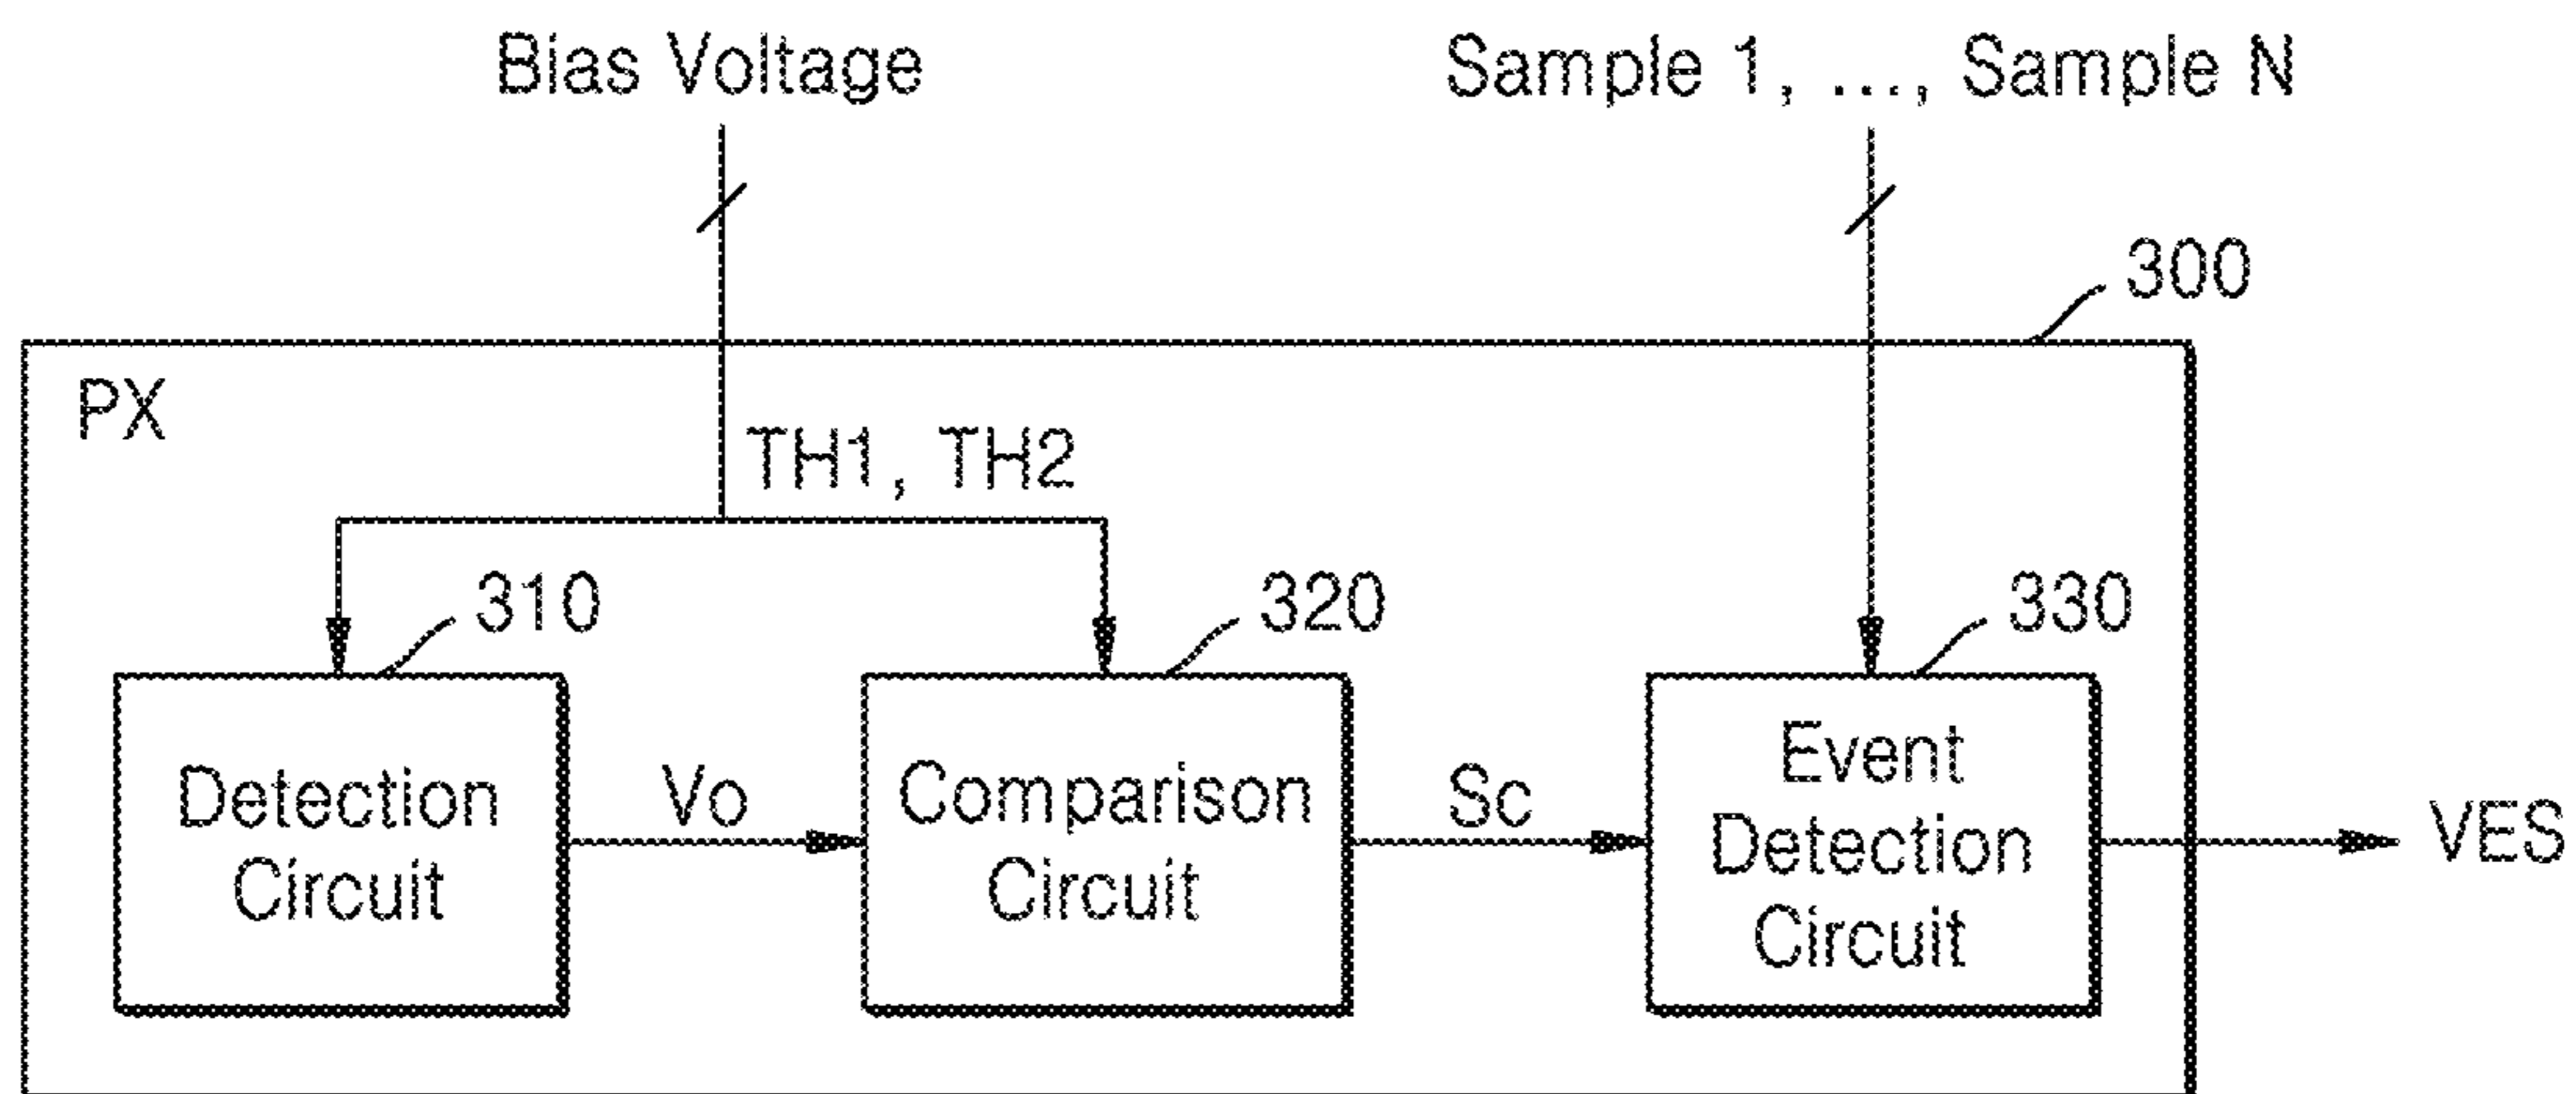 Bias Voltage
Sample 1, ..., Sample N
300
PX
TH1, TH2
310
320
330
Detection
Circuit
Vo
Comparison
Circuit
Sc
Event
Detection
Circuit
VES